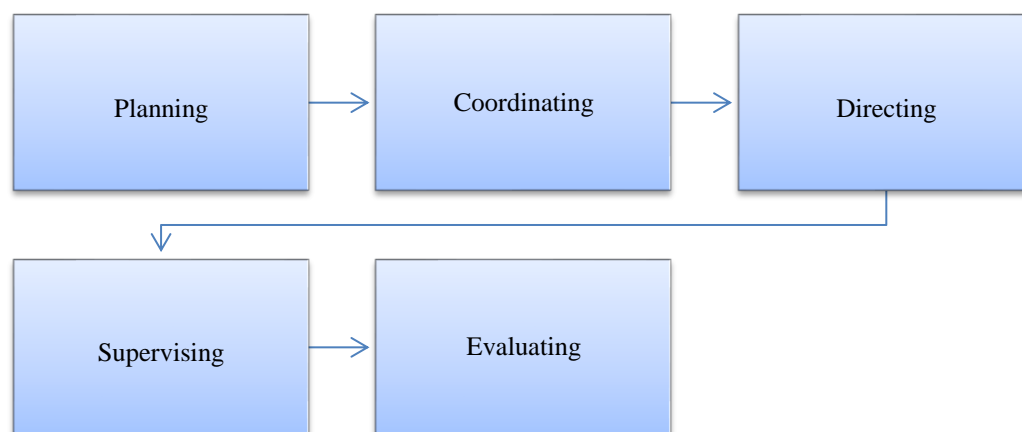 Planning
Coordinating
Directing
Supervising
Evaluating